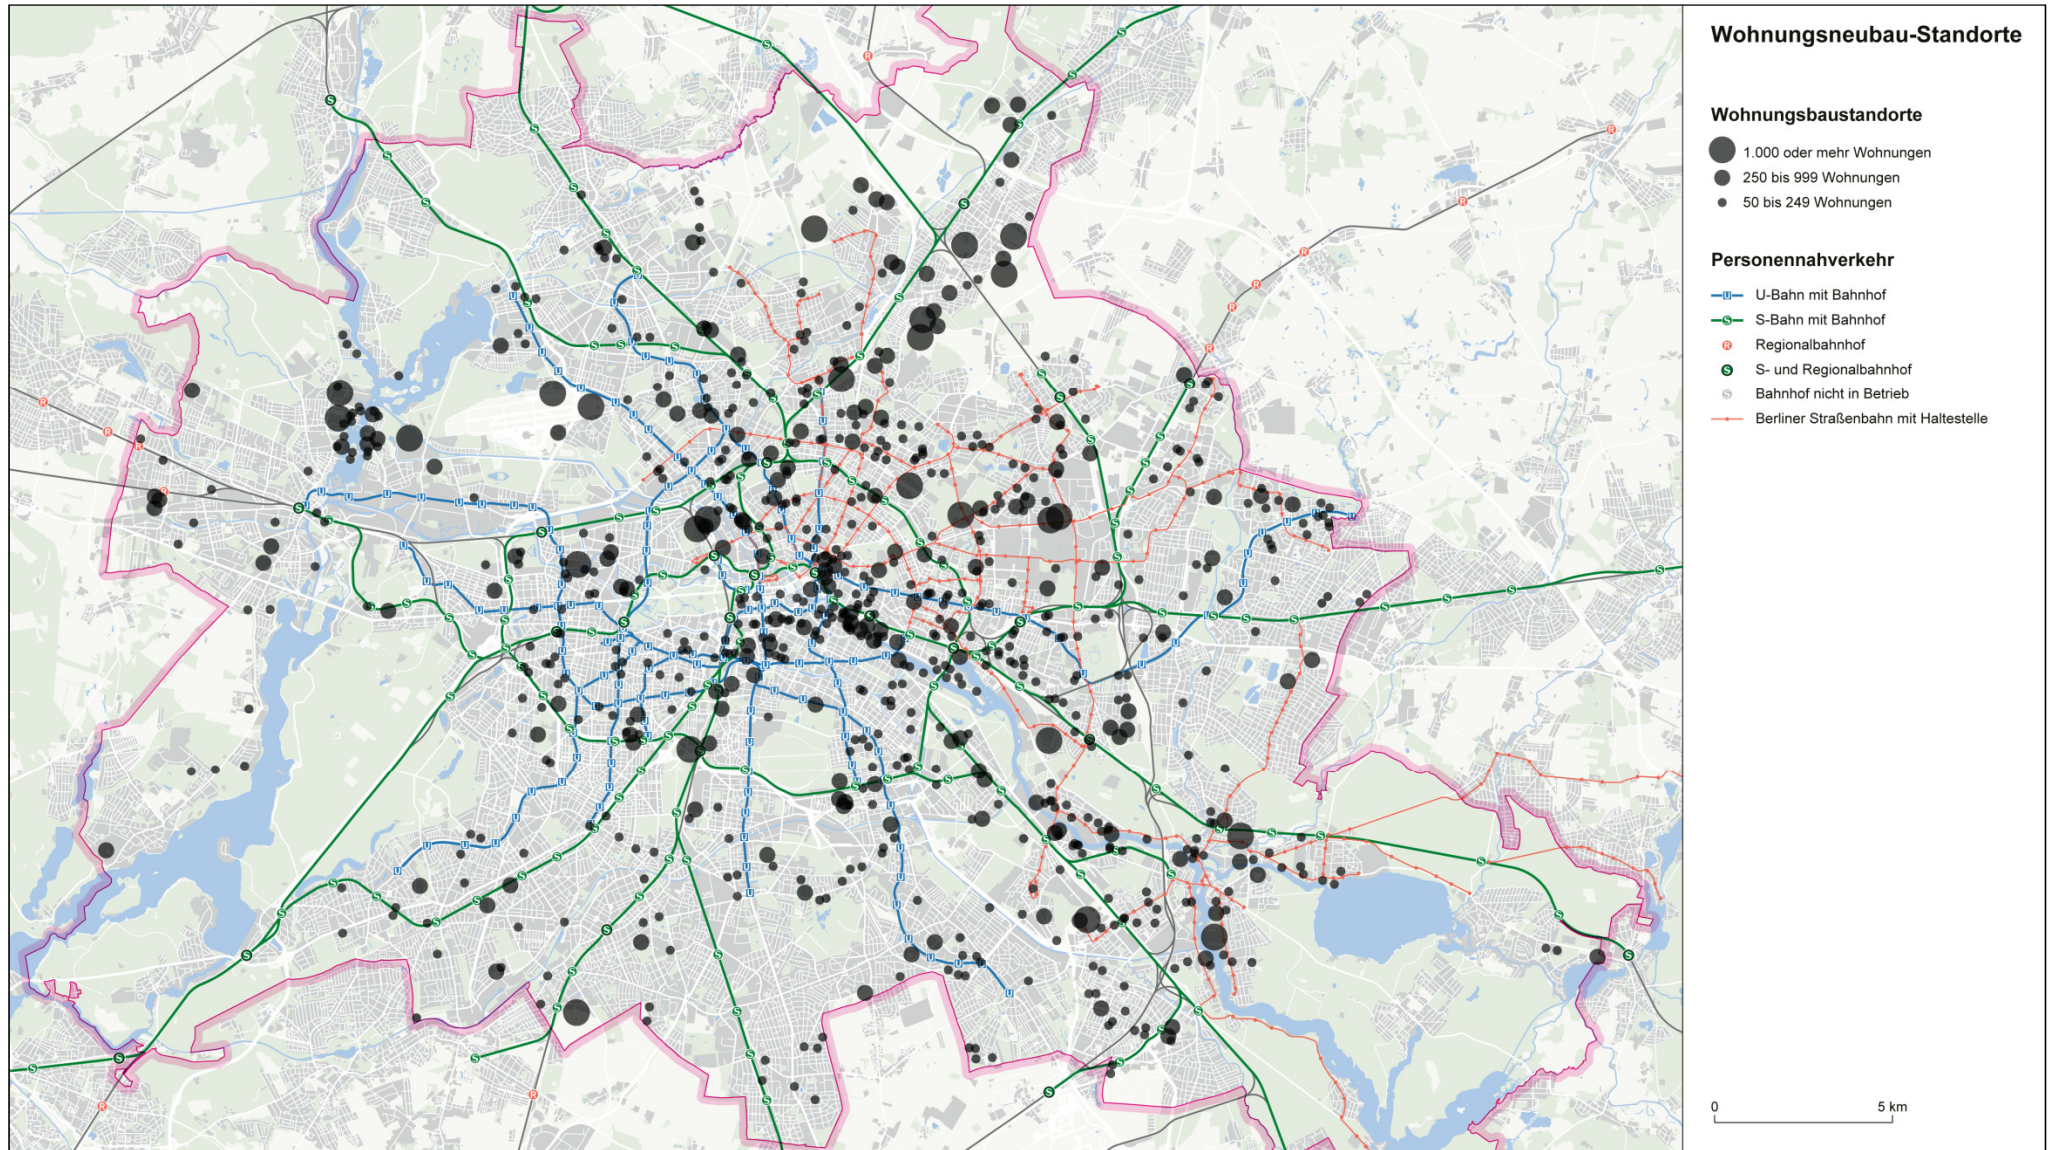 Wohnungsneubau-Standorte
Wohnungsbaustandorte
1.000 oder mehr Wohnungen
250 bis 999 Wohnungen
50 bis 249 Wohnungen
Personennahverkehr
U-Bahn mit Bahnhof
S-Bahn mit Bahnhof
Regionalbahnhof
S- und Regionalbahnhof
Bahnhof nicht in Betrieb
Berliner Straßenbahn mit Haltestelle
0 5 km